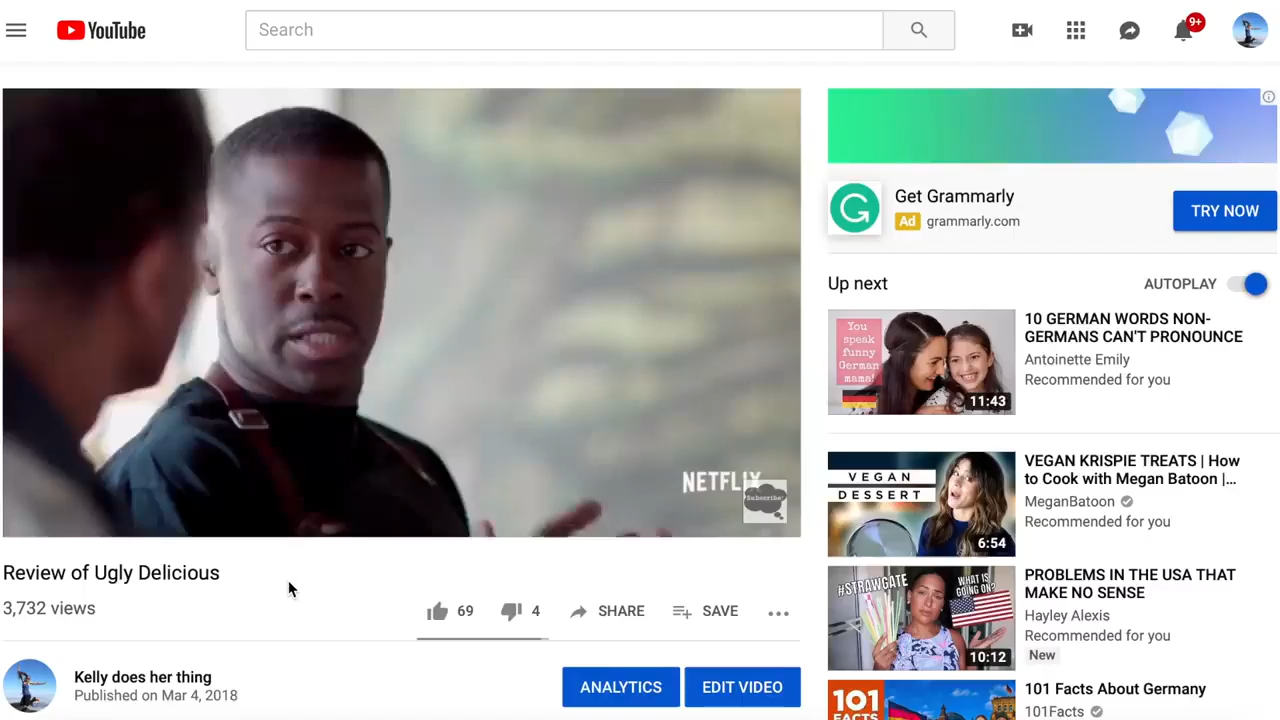 YouTube
Search
9+
NETFLIX
Subscribe
Review of Ugly Delicious
3,732 views
69
4
SHARE
SAVE
Kelly does her thing
Published on Mar 4, 2018
ANALYTICS
EDIT VIDEO
Get Grammarly
Ad grammarly.com
TRY NOW
Up next
AUTOPLAY
You
speak
funny
German
mama!
11:43
10 GERMAN WORDS NON-
GERMANS CAN'T PRONOUNCE
Antoinette Emily
Recommended for you
VEGAN
DESSERT
6:54
VEGAN KRISPIE TREATS | How
to Cook with Megan Batoon |...
MeganBatoon
Recommended for you
#STRAWGATE
WHAT IS
GOING ON?
10:12
PROBLEMS IN THE USA THAT
MAKE NO SENSE
Hayley Alexis
Recommended for you
New
101
FACTS
101 Facts About Germany
101Facts